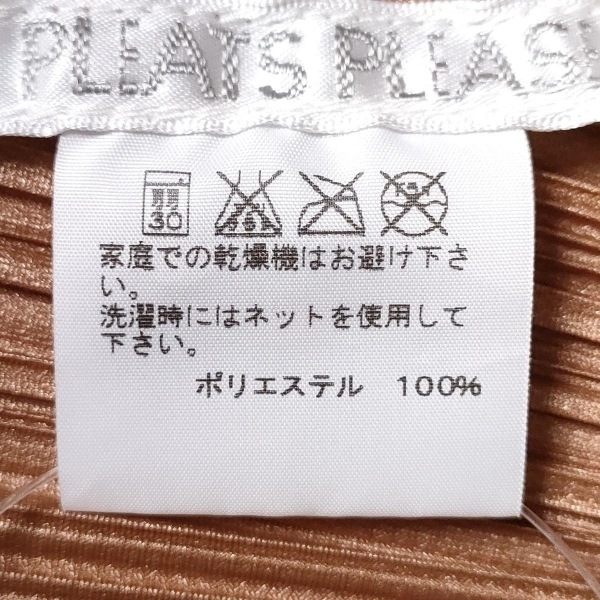 PLEATS PLEAS
30
家庭での乾燥機はお避け下さ
い。
洗濯時にはネットを使用して
下さい。
ポリエステル 100%